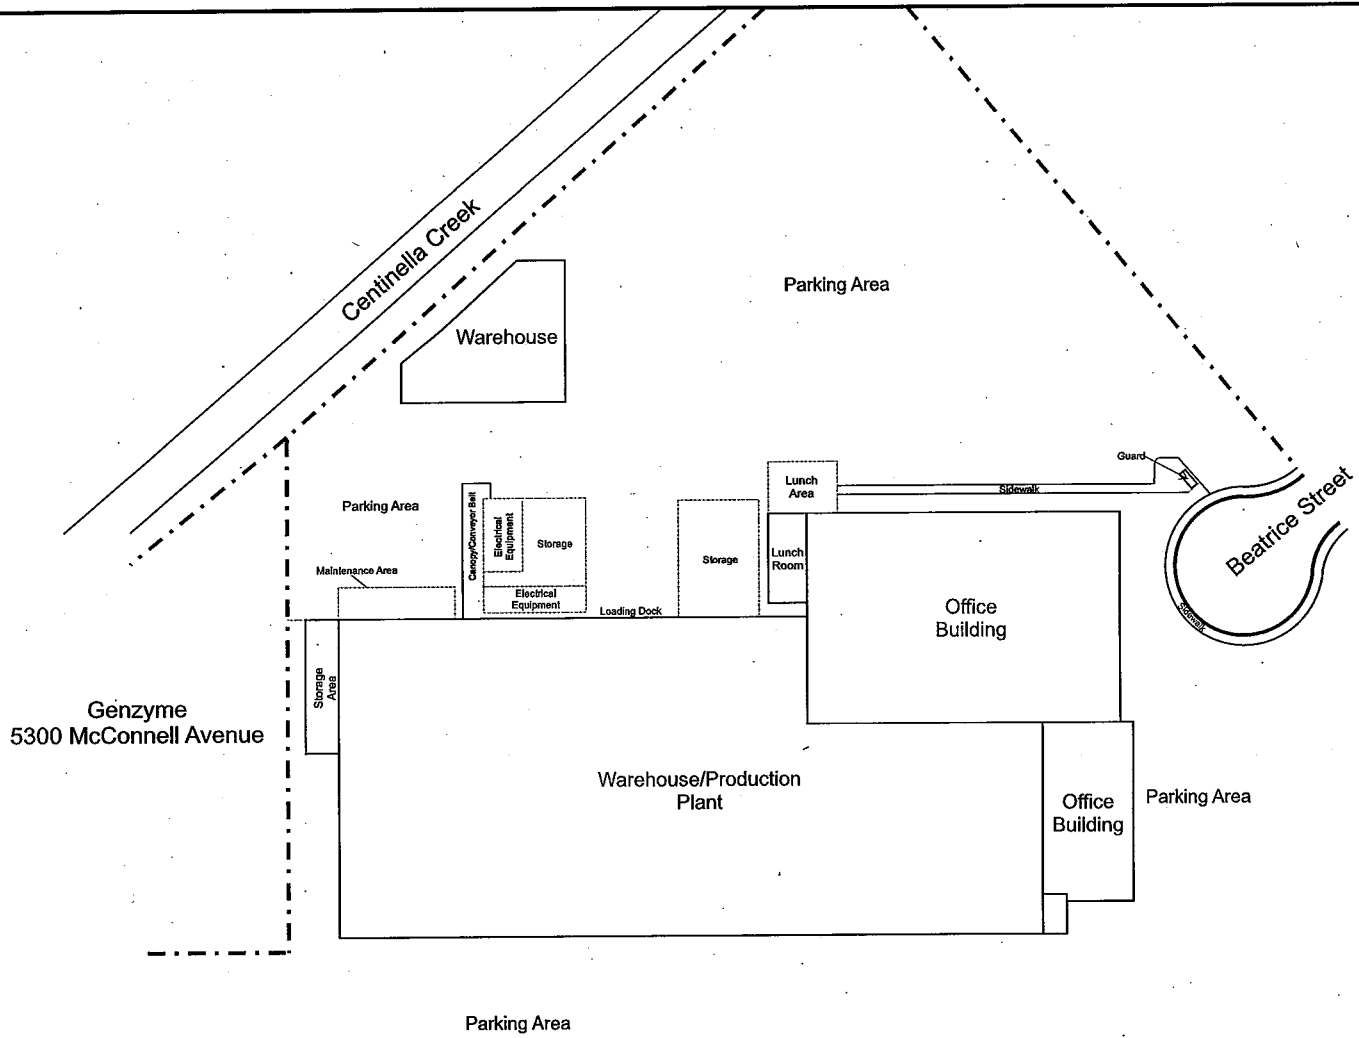 Centinella Creek
Parking Area
Warehouse
Guard
Beatrice Street
Lunch
Area
Sidewalk
Parking Area
Canopy/Conveyor Belt
Electrical
Equipment
Storage
Storage
Lunch
Room
Maintenance Area
Electrical
Equipment
Loading Dock
Office
Building
Sidewalk
Storage
Area
Genzyme
5300 McConnell Avenue
Warehouse/Production
Plant
Office
Building
Parking Area
Parking Area